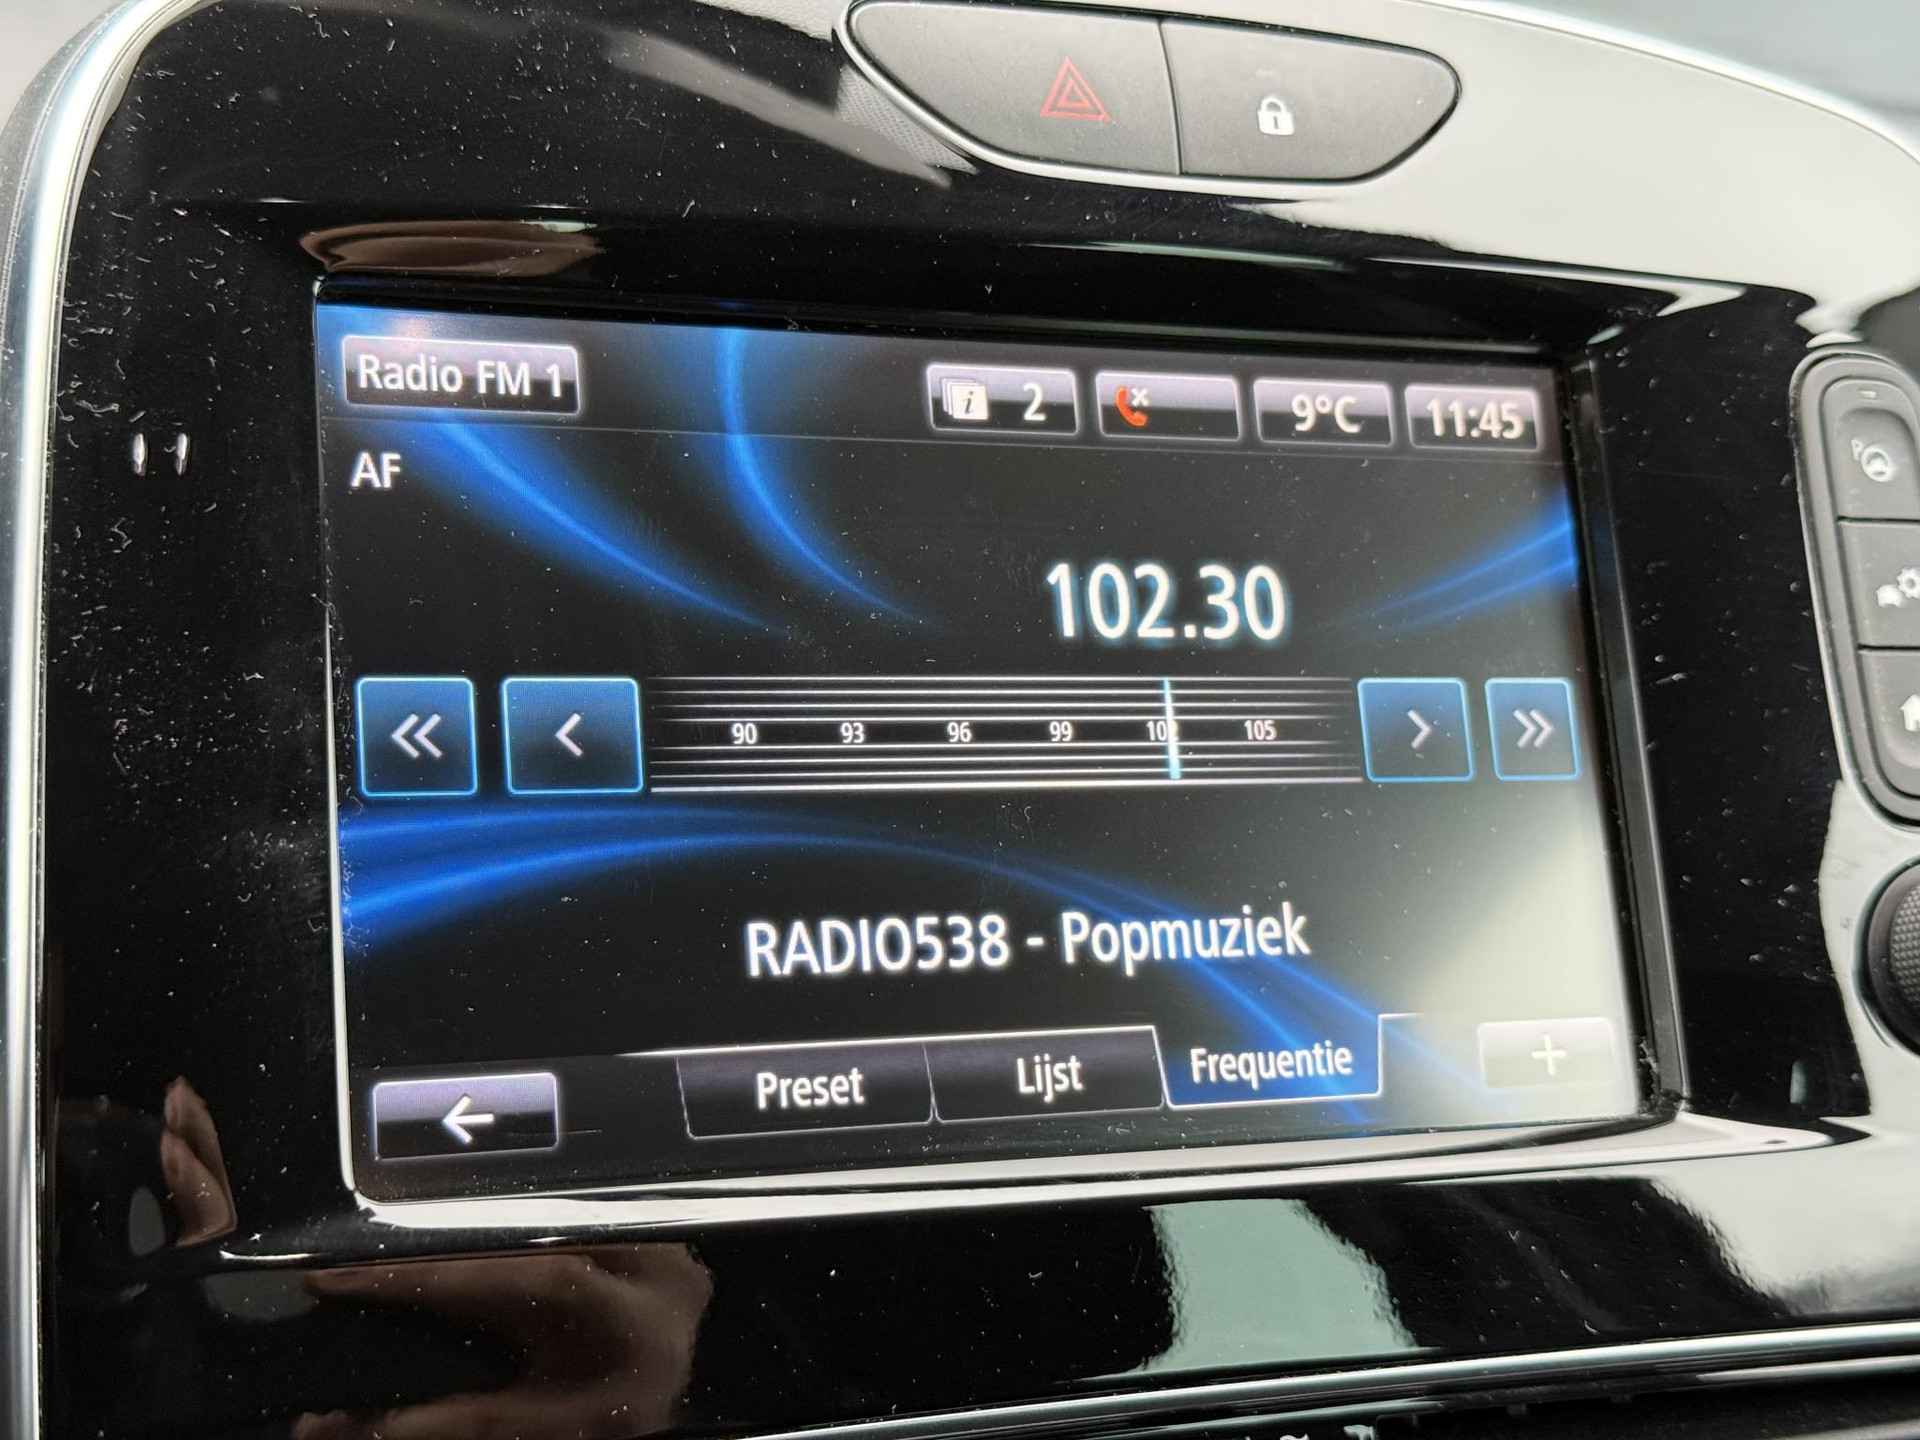 Radio FM 1
2
9°C
11:45
AF
102.30
90 93 96 99 102 105
RADIO538 - Popmuziek
Preset
Lijst
Frequentie